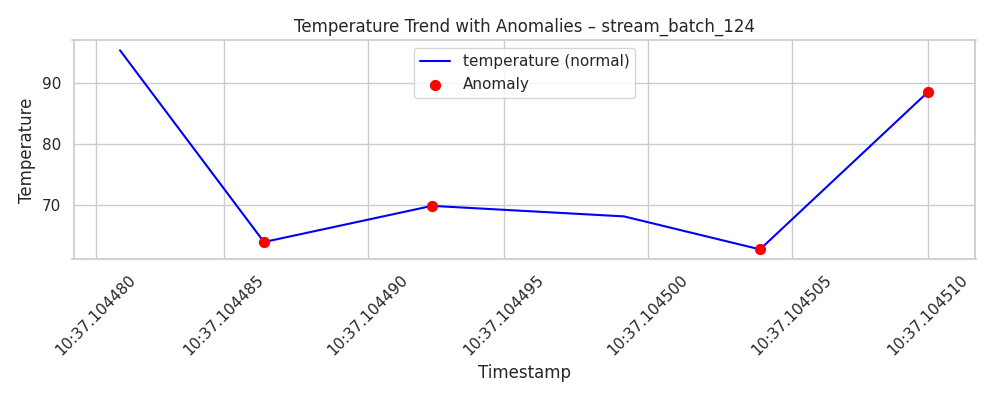 Temperature Trend with Anomalies – stream_batch_124
temperature (normal)
Anomaly
Temperature
90
80
70
10:37.104480
10:37.104485
10:37.104490
10:37.104495
10:37.104500
10:37.104505
10:37.104510
Timestamp